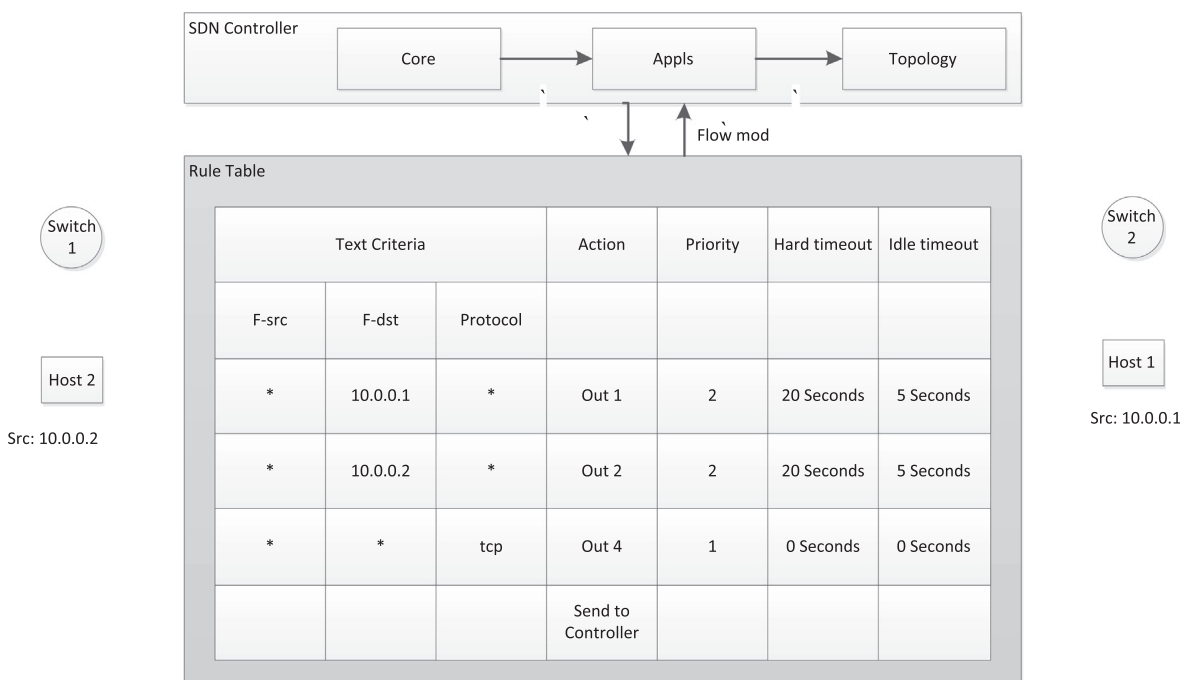 SDN Controller
Core
Appls
Topology
Flow mod
Rule Table
Switch
1
Switch
2
Text Criteria
Action
Priority
Hard timeout
Idle timeout
F-src
F-dst
Protocol
Host 2
Src: 10.0.0.2
Host 1
Src: 10.0.0.1
*
10.0.0.1
*
Out 1
2
20 Seconds
5 Seconds
*
10.0.0.2
*
Out 2
2
20 Seconds
5 Seconds
*
*
tcp
Out 4
1
0 Seconds
0 Seconds
Send to
Controller